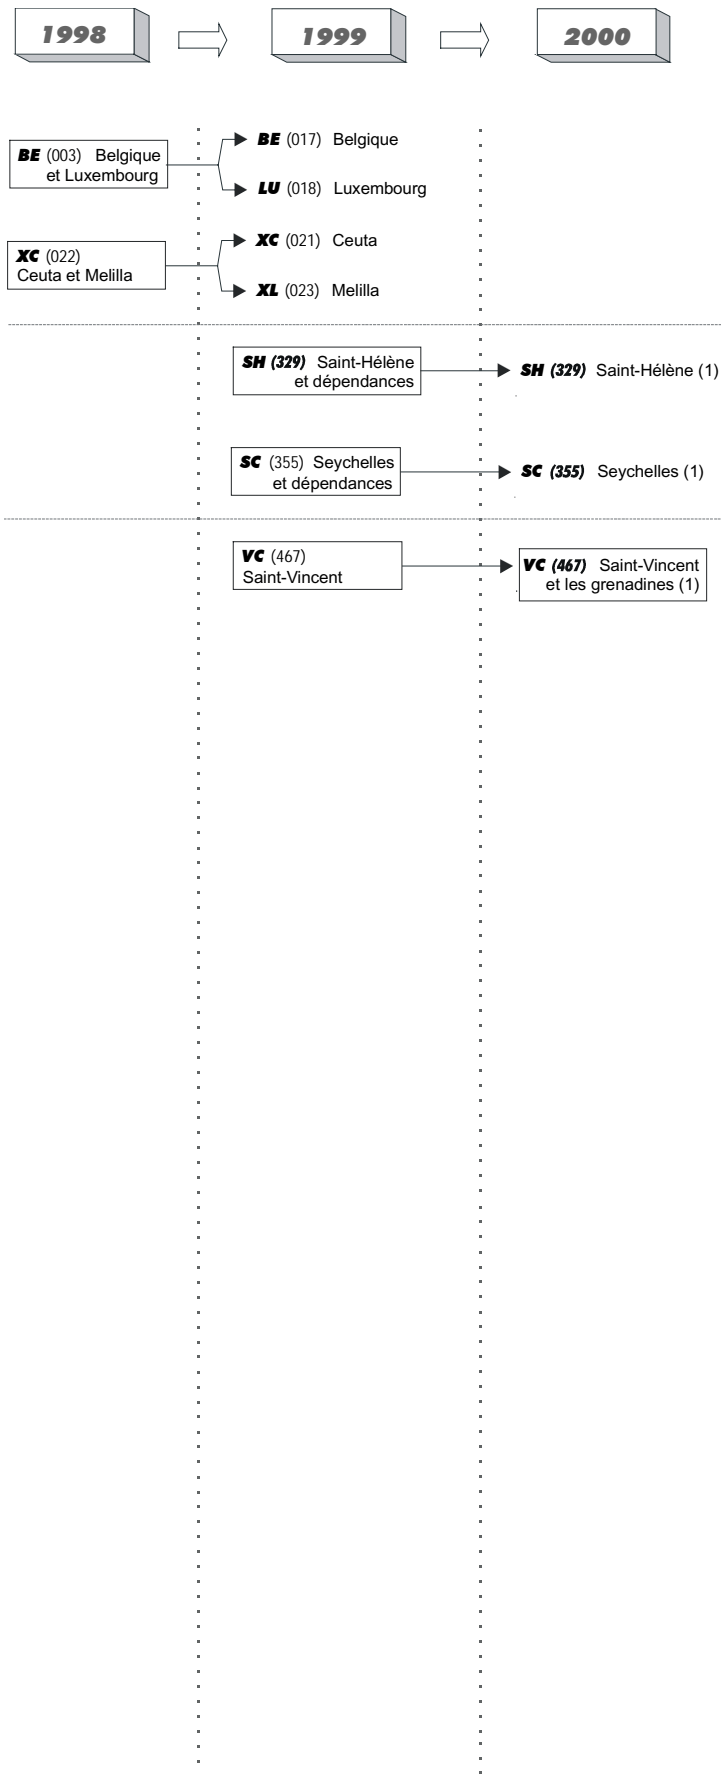 1998 1999 2000
BE (003) Belgique
et Luxembourg
BE (017) Belgique
LU (018) Luxembourg
XC (022)
Ceuta et Melilla
XC (021) Ceuta
XL (023) Melilla
SH (329) Saint-Hélène
et dépendances
SH (329) Saint-Hélène (1)
SC (355) Seychelles
et dépendances
SC (355) Seychelles (1)
VC (467)
Saint-Vincent
VC (467) Saint-Vincent
et les grenadines (1)